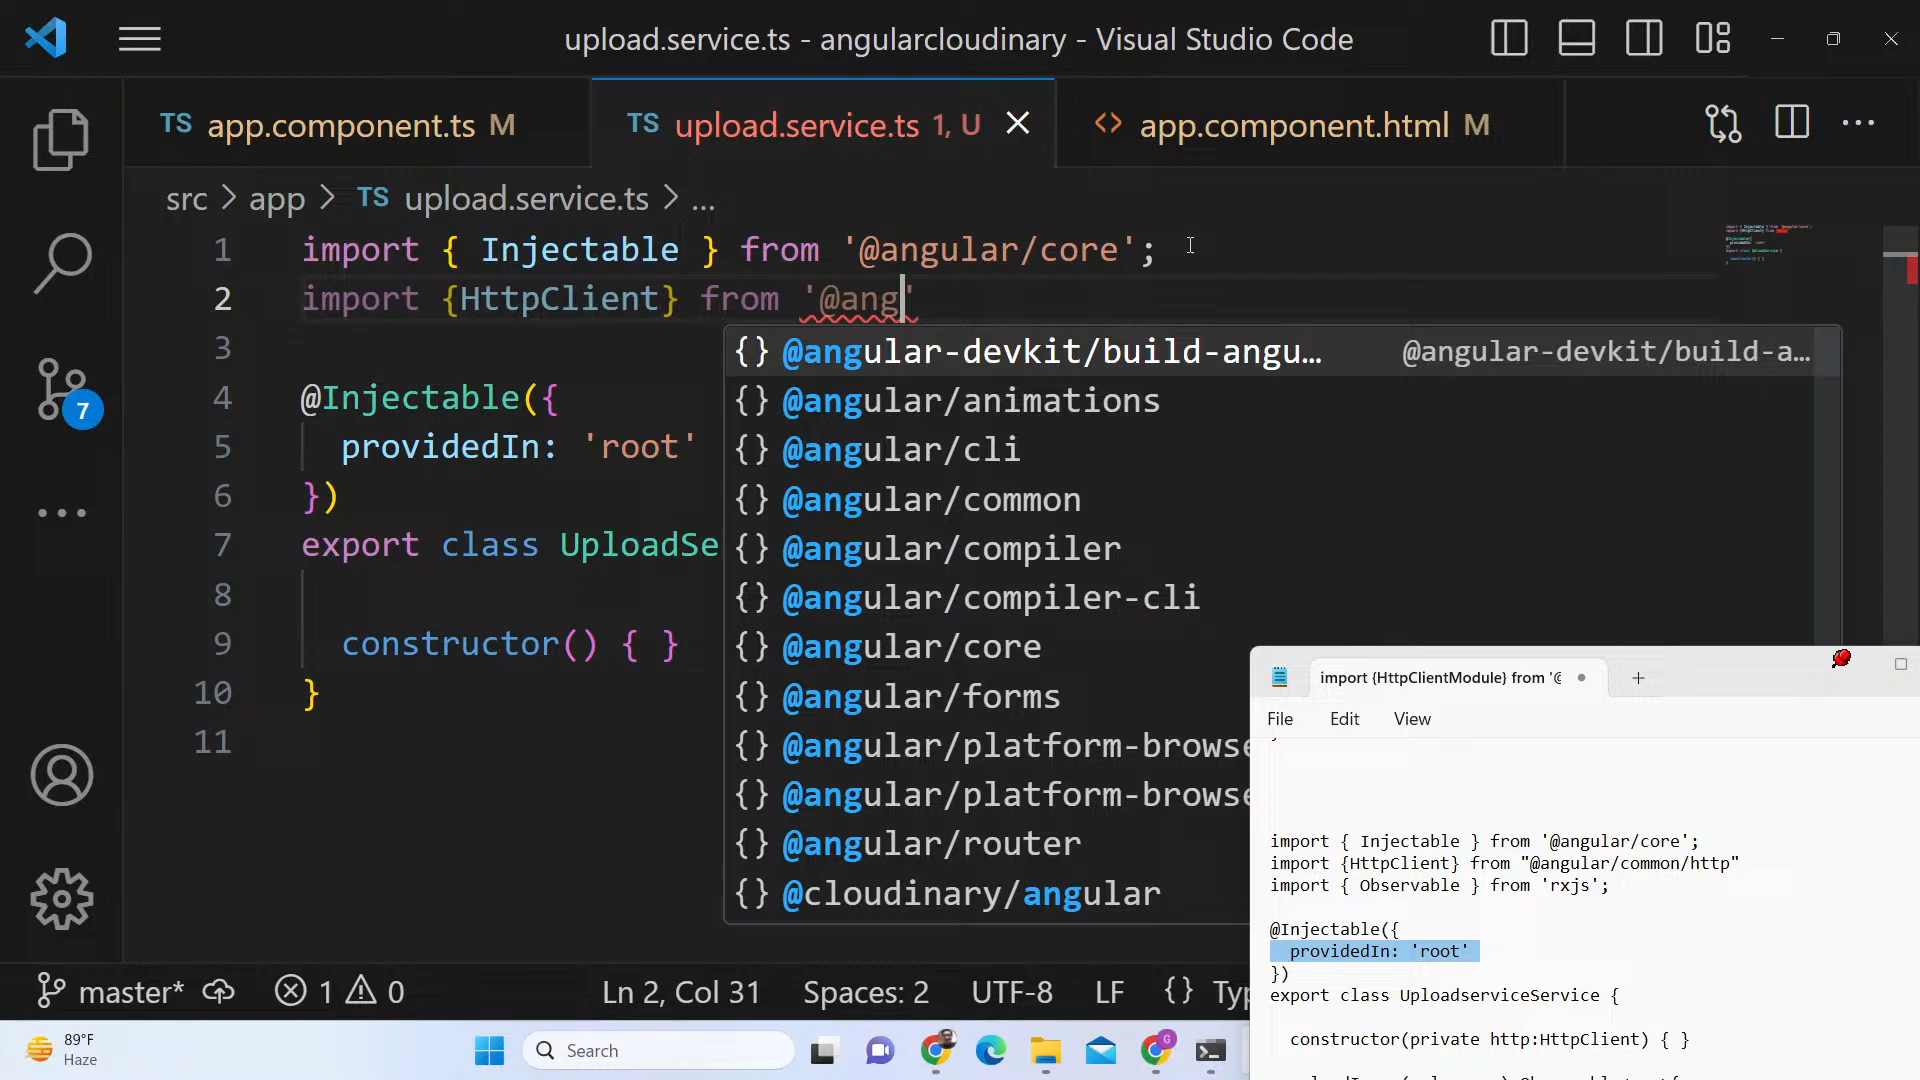 upload.service.ts - angularcloudinary - Visual Studio Code
TS app.component.ts M
TS upload.service.ts 1, U
<> app.component.html M
src > app > TS upload.service.ts > ...
1 import { Injectable } from '@angular/core';
2 import {HttpClient} from '@ang'
3
4 @Injectable({
5 providedIn: 'root'
6 })
7 export class UploadSe
8
9 constructor() { }
10 }
11
{} @angular-devkit/build-angu... @angular-devkit/build-a...
{} @angular/animations
{} @angular/cli
{} @angular/common
{} @angular/compiler
{} @angular/compiler-cli
{} @angular/core
{} @angular/forms
{} @angular/platform-browse
{} @angular/platform-browse
{} @angular/router
{} @cloudinary/angular
7
import {HttpClientModule} from '@
File Edit View
import { Injectable } from '@angular/core';
import {HttpClient} from "@angular/common/http"
import { Observable } from 'rxjs';
@Injectable({
providedIn: 'root'
})
export class UploadserviceService {
constructor(private http:HttpClient) { }
master* 1 0 Ln 2, Col 31 Spaces: 2 UTF-8 LF {} Ty
89°F
Haze
Search